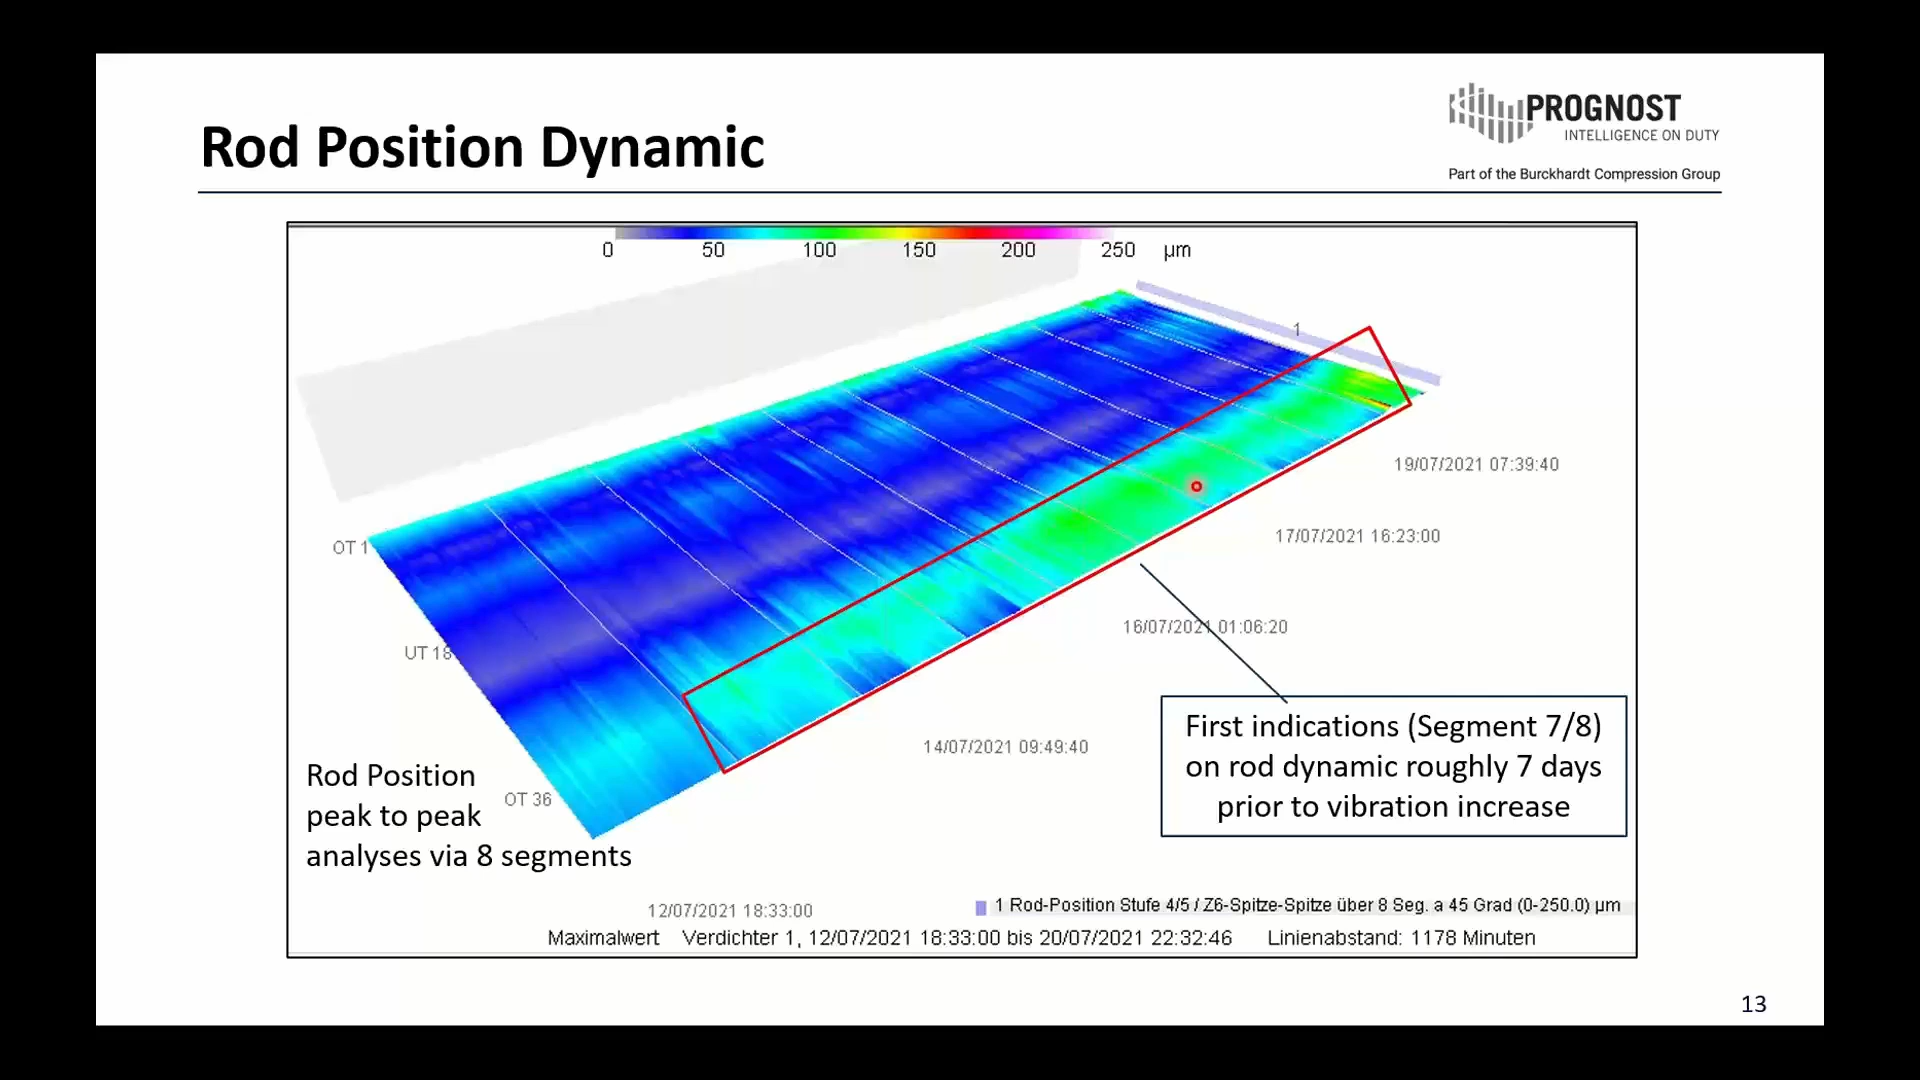 Rod Position Dynamic
PROGNOST
INTELLIGENCE ON DUTY
Part of the Burckhardt Compression Group
0 50 100 150 200 250 µm
1
OT 1
UT 18
OT 36
19/07/2021 07:39:40
17/07/2021 16:23:00
16/07/2021 01:06:20
14/07/2021 09:49:40
12/07/2021 18:33:00
First indications (Segment 7/8)
on rod dynamic roughly 7 days
prior to vibration increase
Rod Position
peak to peak
analyses via 8 segments
1 Rod-Position Stufe 4/5 / Z6-Spitze-Spitze über 8 Seg. a 45 Grad (0-250.0) µm
Maximalwert Verdichter 1, 12/07/2021 18:33:00 bis 20/07/2021 22:32:46 Linienabstand: 1178 Minuten
13